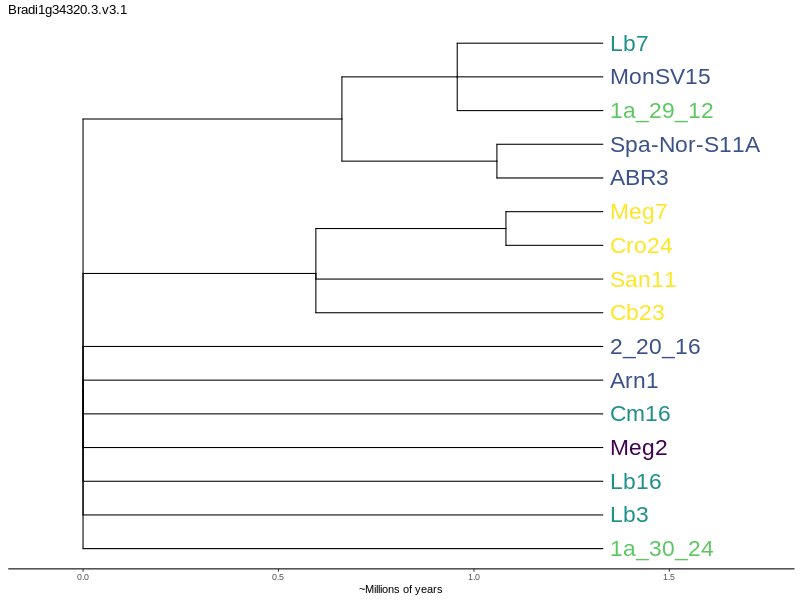 Bradi1g34320.3.v3.1
Lb7
MonSV15
1a_29_12
Spa-Nor-S11A
ABR3
Meg7
Cro24
San11
Cb23
2_20_16
Arn1
Cm16
Meg2
Lb16
Lb3
1a_30_24
0.0 0.5 1.0 1.5
~Millions of years